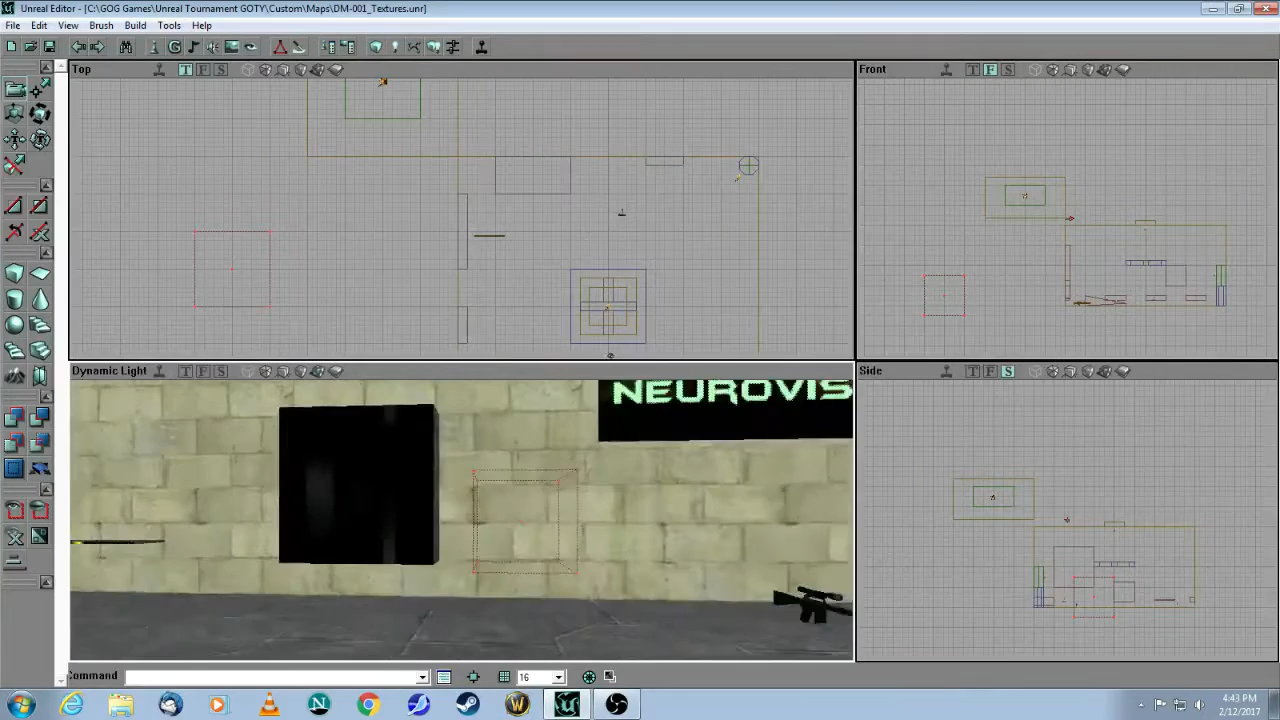 Unreal Editor - [C:\GOG Games\Unreal Tournament GOTY\Custom\Maps\DM-001_Textures.unr]
File Edit View Brush Build Tools Help
Top T F S
Front T F S
NEUROVIS
Dynamic Light T F S
Side T F S
Command 16
4:43 PM
2/12/2017